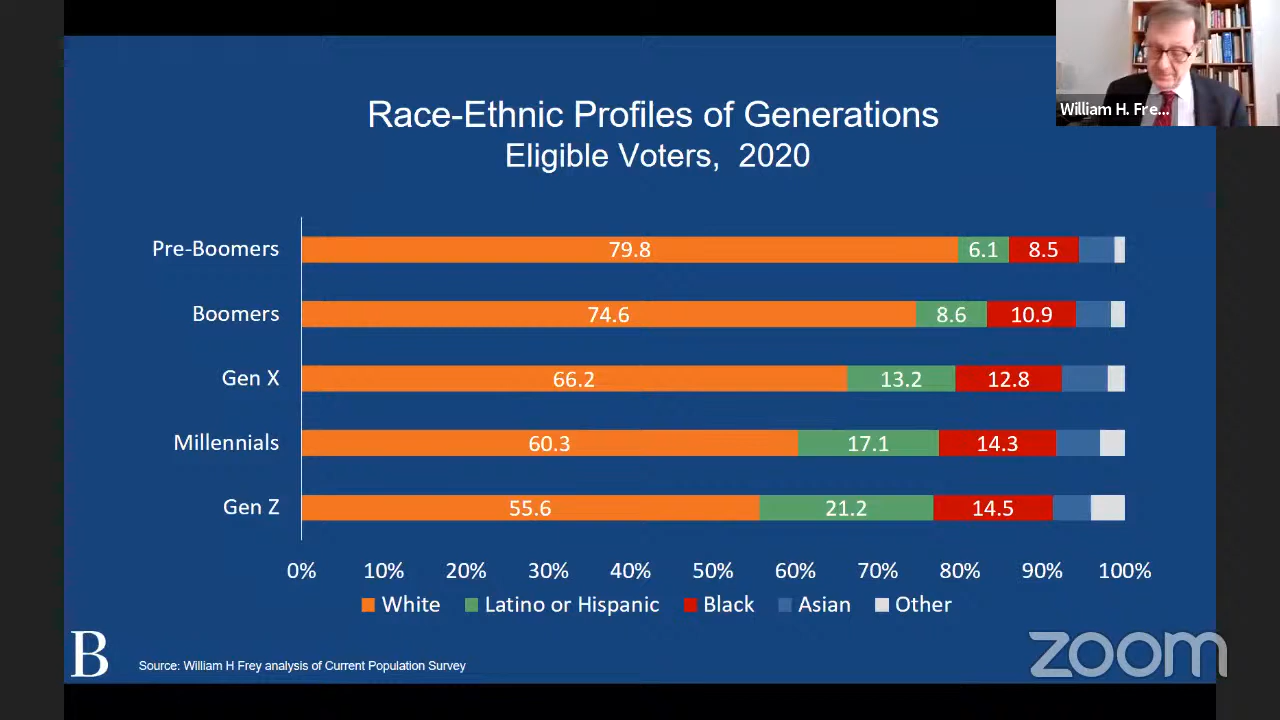 Race-Ethnic Profiles of Generations
Eligible Voters, 2020
William H. Fre...
Pre-Boomers 79.8 6.1 8.5
Boomers 74.6 8.6 10.9
Gen X 66.2 13.2 12.8
Millennials 60.3 17.1 14.3
Gen Z 55.6 21.2 14.5
0% 10% 20% 30% 40% 50% 60% 70% 80% 90% 100%
White Latino or Hispanic Black Asian Other
B
Source: William H Frey analysis of Current Population Survey
zoom